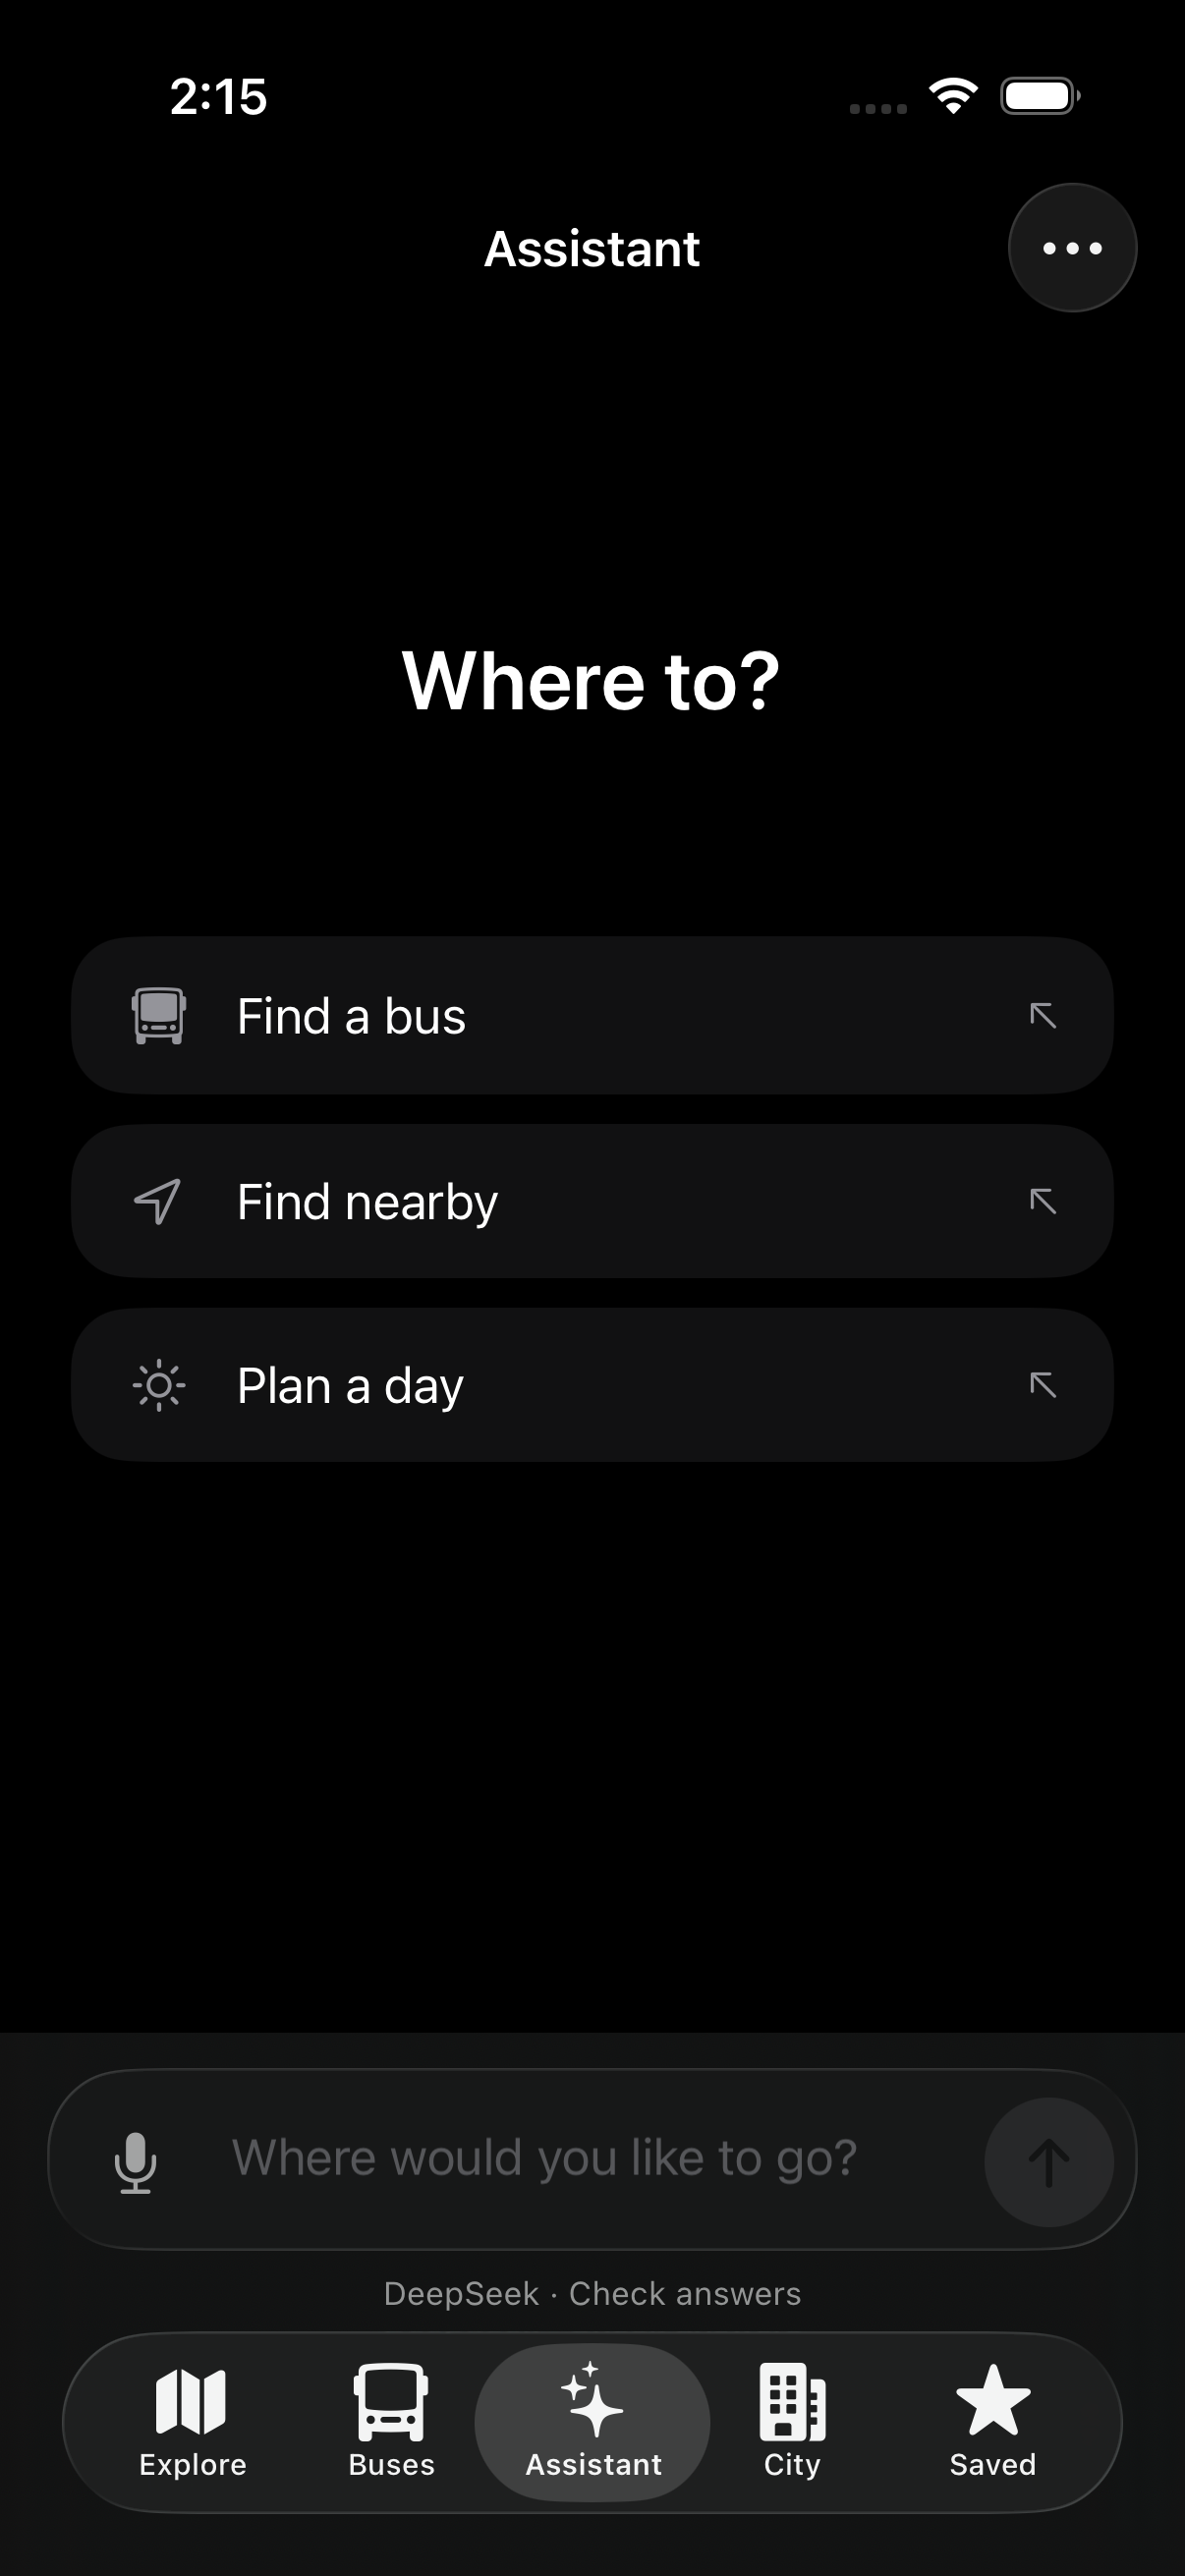 2:15
Assistant
Where to?
Find a bus
Find nearby
Plan a day
Where would you like to go?
DeepSeek · Check answers
Explore
Buses
Assistant
City
Saved